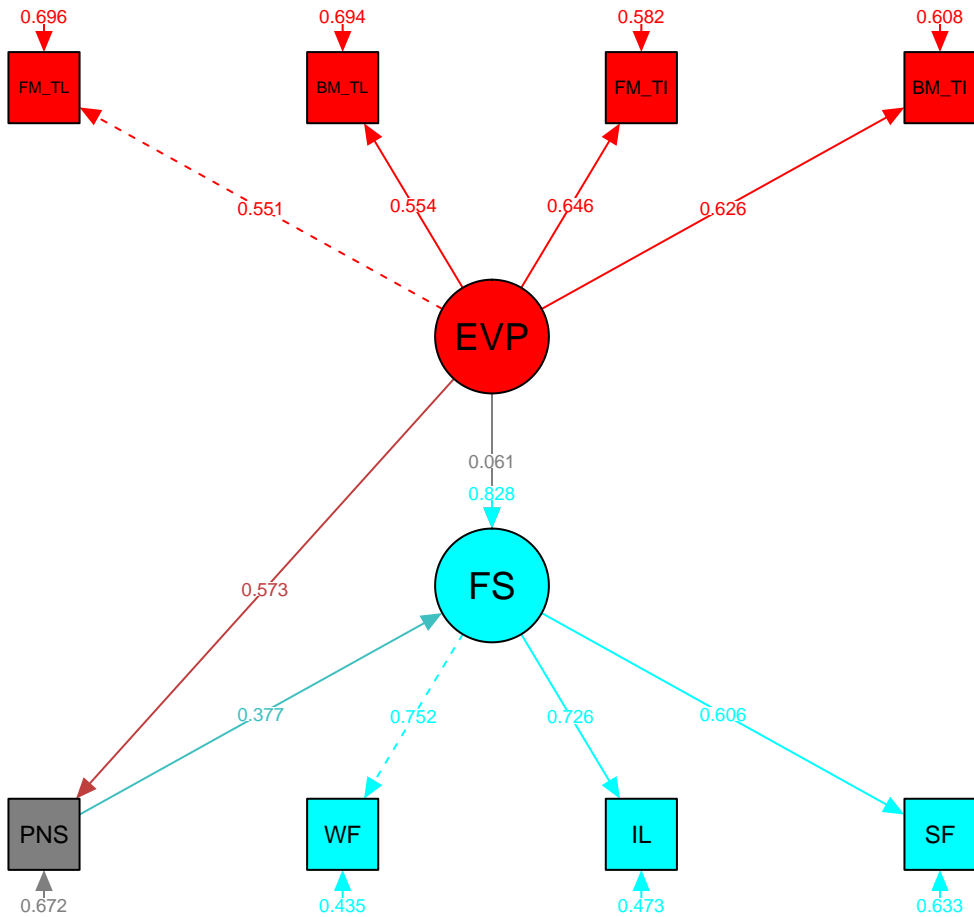 0.696 0.694 0.582 0.608
FM_TL BM_TL FM_TI BM_TI
0.551 0.554 0.646 0.626
EVP
0.061
0.828
FS
0.573
0.377 0.752 0.726 0.606
PNS WF IL SF
0.672 0.435 0.473 0.633